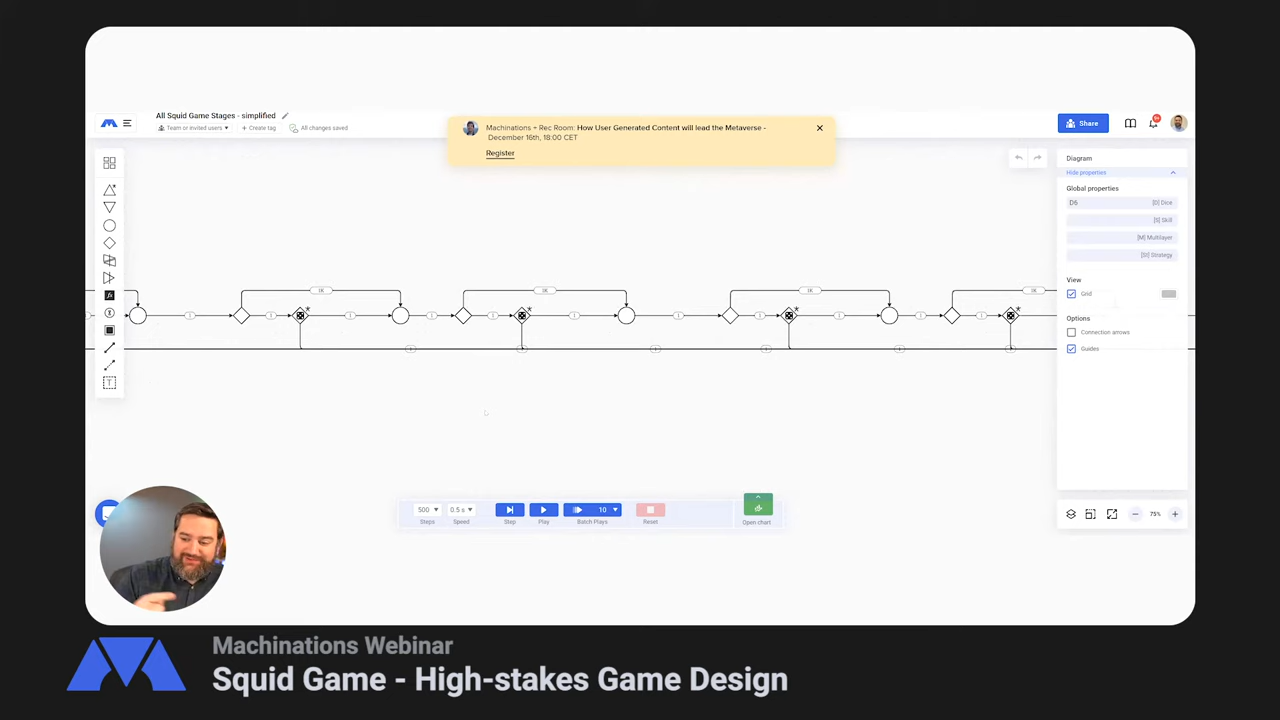 All Squid Game Stages - simplified
Team or invited users
+ Create tag
All changes saved
Machinations + Rec Room: How User Generated Content will lead the Metaverse -
December 16th, 18:00 CET
Register
Share
Diagram
Hide properties
Global properties
D6 [D] Dice
[S] Skill
[M] Multilayer
[St] Strategy
View
Grid
Options
Connection arrows
Guides
500
0.5 s
10
Steps
Speed
Step
Play
Batch Plays
Reset
Open chart
75%
Machinations Webinar
Squid Game - High-stakes Game Design